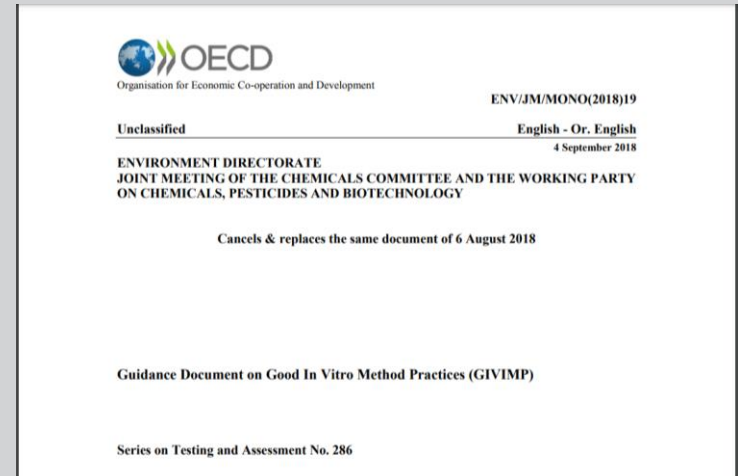 OECD
Organisation for Economic Co-operation and Development
ENV/JM/MONO(2018)19
Unclassified English - Or. English
4 September 2018
ENVIRONMENT DIRECTORATE
JOINT MEETING OF THE CHEMICALS COMMITTEE AND THE WORKING PARTY
ON CHEMICALS, PESTICIDES AND BIOTECHNOLOGY
Cancels & replaces the same document of 6 August 2018
Guidance Document on Good In Vitro Method Practices (GIVIMP)
Series on Testing and Assessment No. 286